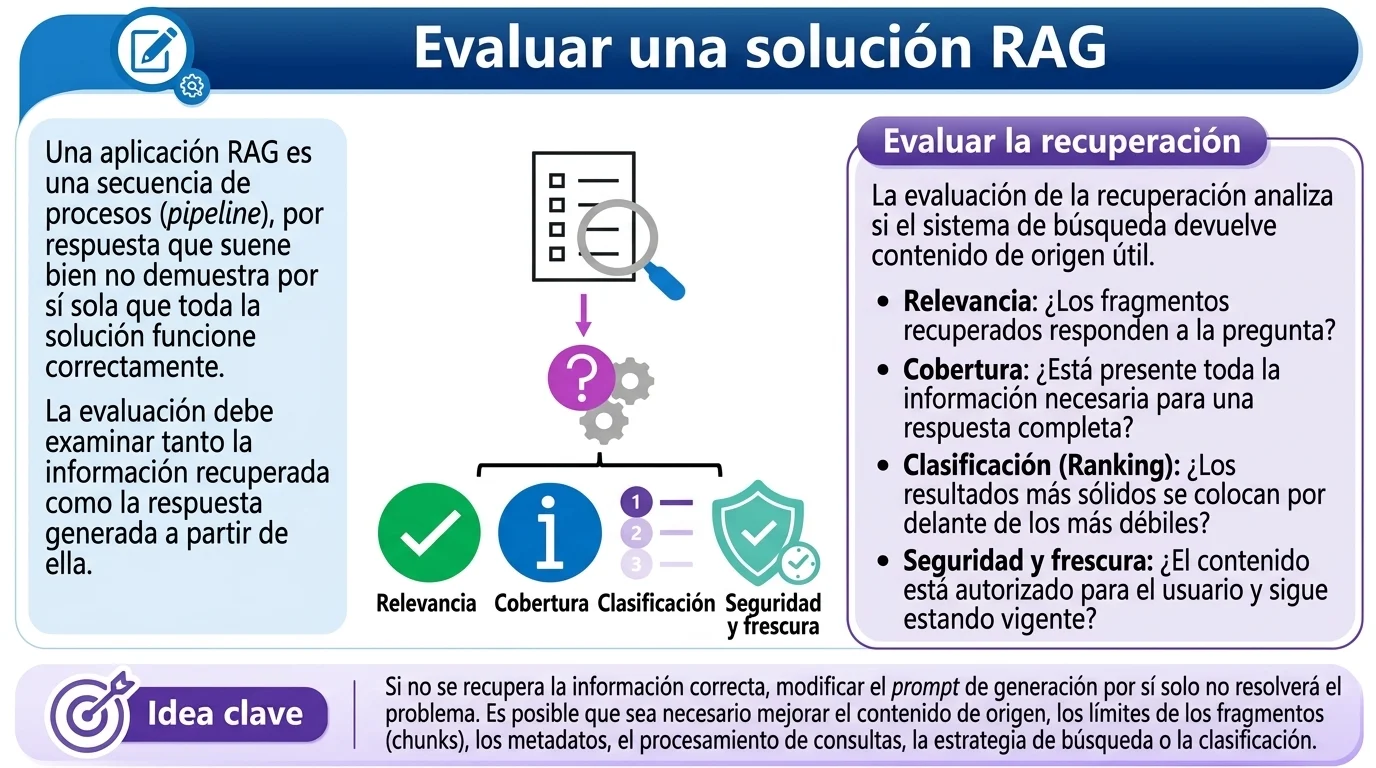 Evaluar una solución RAG
Una aplicación RAG es
una secuencia de
procesos (pipeline), por
respuesta que suene
bien no demuestra por
sí sola que toda la
solución funcione
correctamente.
La evaluación debe
examinar tanto la
información recuperada
como la respuesta
generada a partir de
ella.
?
1
2
3
i
Relevancia
Cobertura
Clasificación
Seguridad
y frescura
Evaluar la recuperación
La evaluación de la recuperación analiza
si el sistema de búsqueda devuelve
contenido de origen útil.
• Relevancia: ¿Los fragmentos
recuperados responden a la pregunta?
• Cobertura: ¿Está presente toda la
información necesaria para una
respuesta completa?
• Clasificación (Ranking): ¿Los
resultados más sólidos se colocan por
delante de los más débiles?
• Seguridad y frescura: ¿El contenido
está autorizado para el usuario y sigue
estando vigente?
Idea clave
Si no se recupera la información correcta, modificar el prompt de generación por sí solo no resolverá el
problema. Es posible que sea necesario mejorar el contenido de origen, los límites de los fragmentos
(chunks), los metadatos, el procesamiento de consultas, la estrategia de búsqueda o la clasificación.